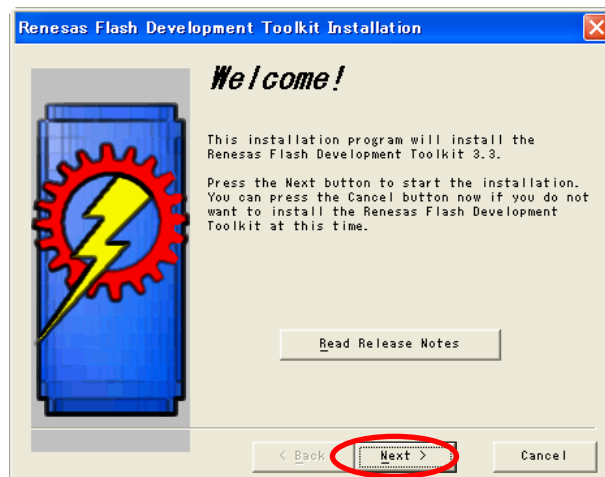 Renesas Flash Development Toolkit Installation
Welcome!
This installation program will install the
Renesas Flash Development Toolkit 3.3.
Press the Next button to start the installation.
You can press the Cancel button now if you do not
want to install the Renesas Flash Development
Toolkit at this time.
Read Release Notes
< Back Next > Cancel